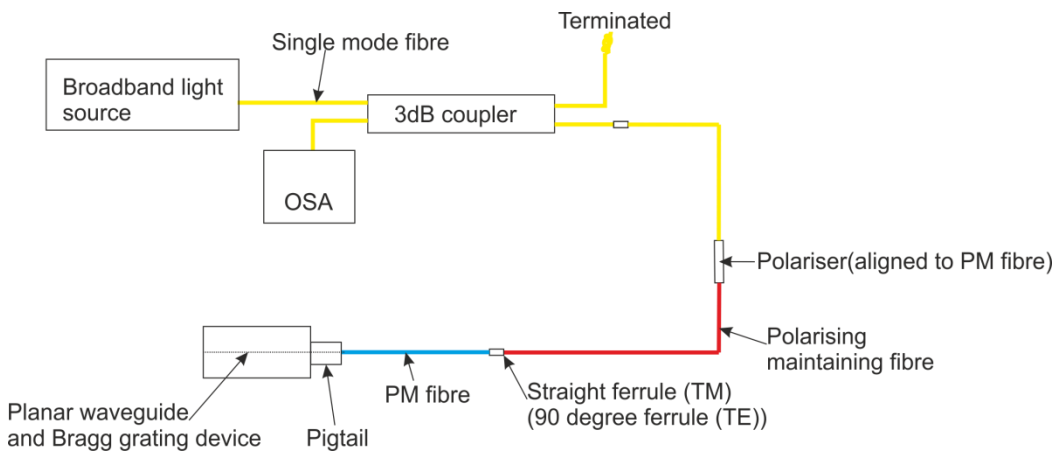 Terminated
Single mode fibre
Broadband light
source
3dB coupler
OSA
Polariser(aligned to PM fibre)
Polarising
maintaining fibre
PM fibre
Straight ferrule (TM)
(90 degree ferrule (TE))
Planar waveguide
and Bragg grating device
Pigtail